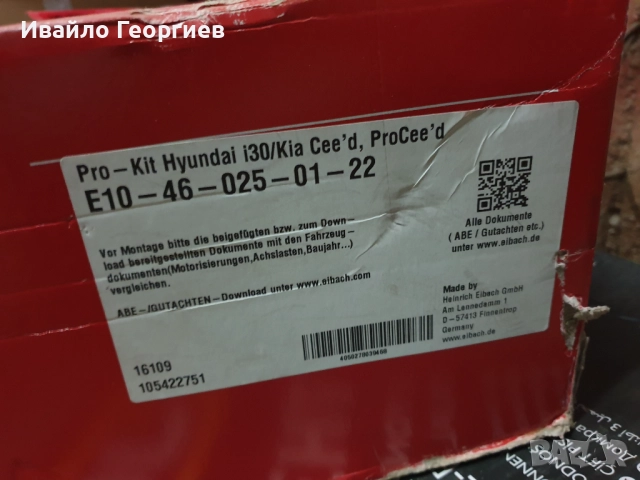 Ивайло Георгиев
Pro-Kit Hyundai i30/Kia Cee'd, ProCee'd
E10-46-025-01-22
Vor Montage bitte die beigefügten bzw. zum Down-
load bereitgestellten Dokumente mit den Fahrzeug-
dokumenten(Motorisierungen,Achslasten,Baujahr...)
vergleichen.
ABE-/GUTACHTEN-Download unter www.eibach.com
Alle Dokumente
( ABE / Gutachten etc.)
unter www.eibach.de
Made by
Heinrich Eibach GmbH
Am Lennedamm 1
D-57413 Finnentrop
Germany
www.eibach.de
16109
105422751